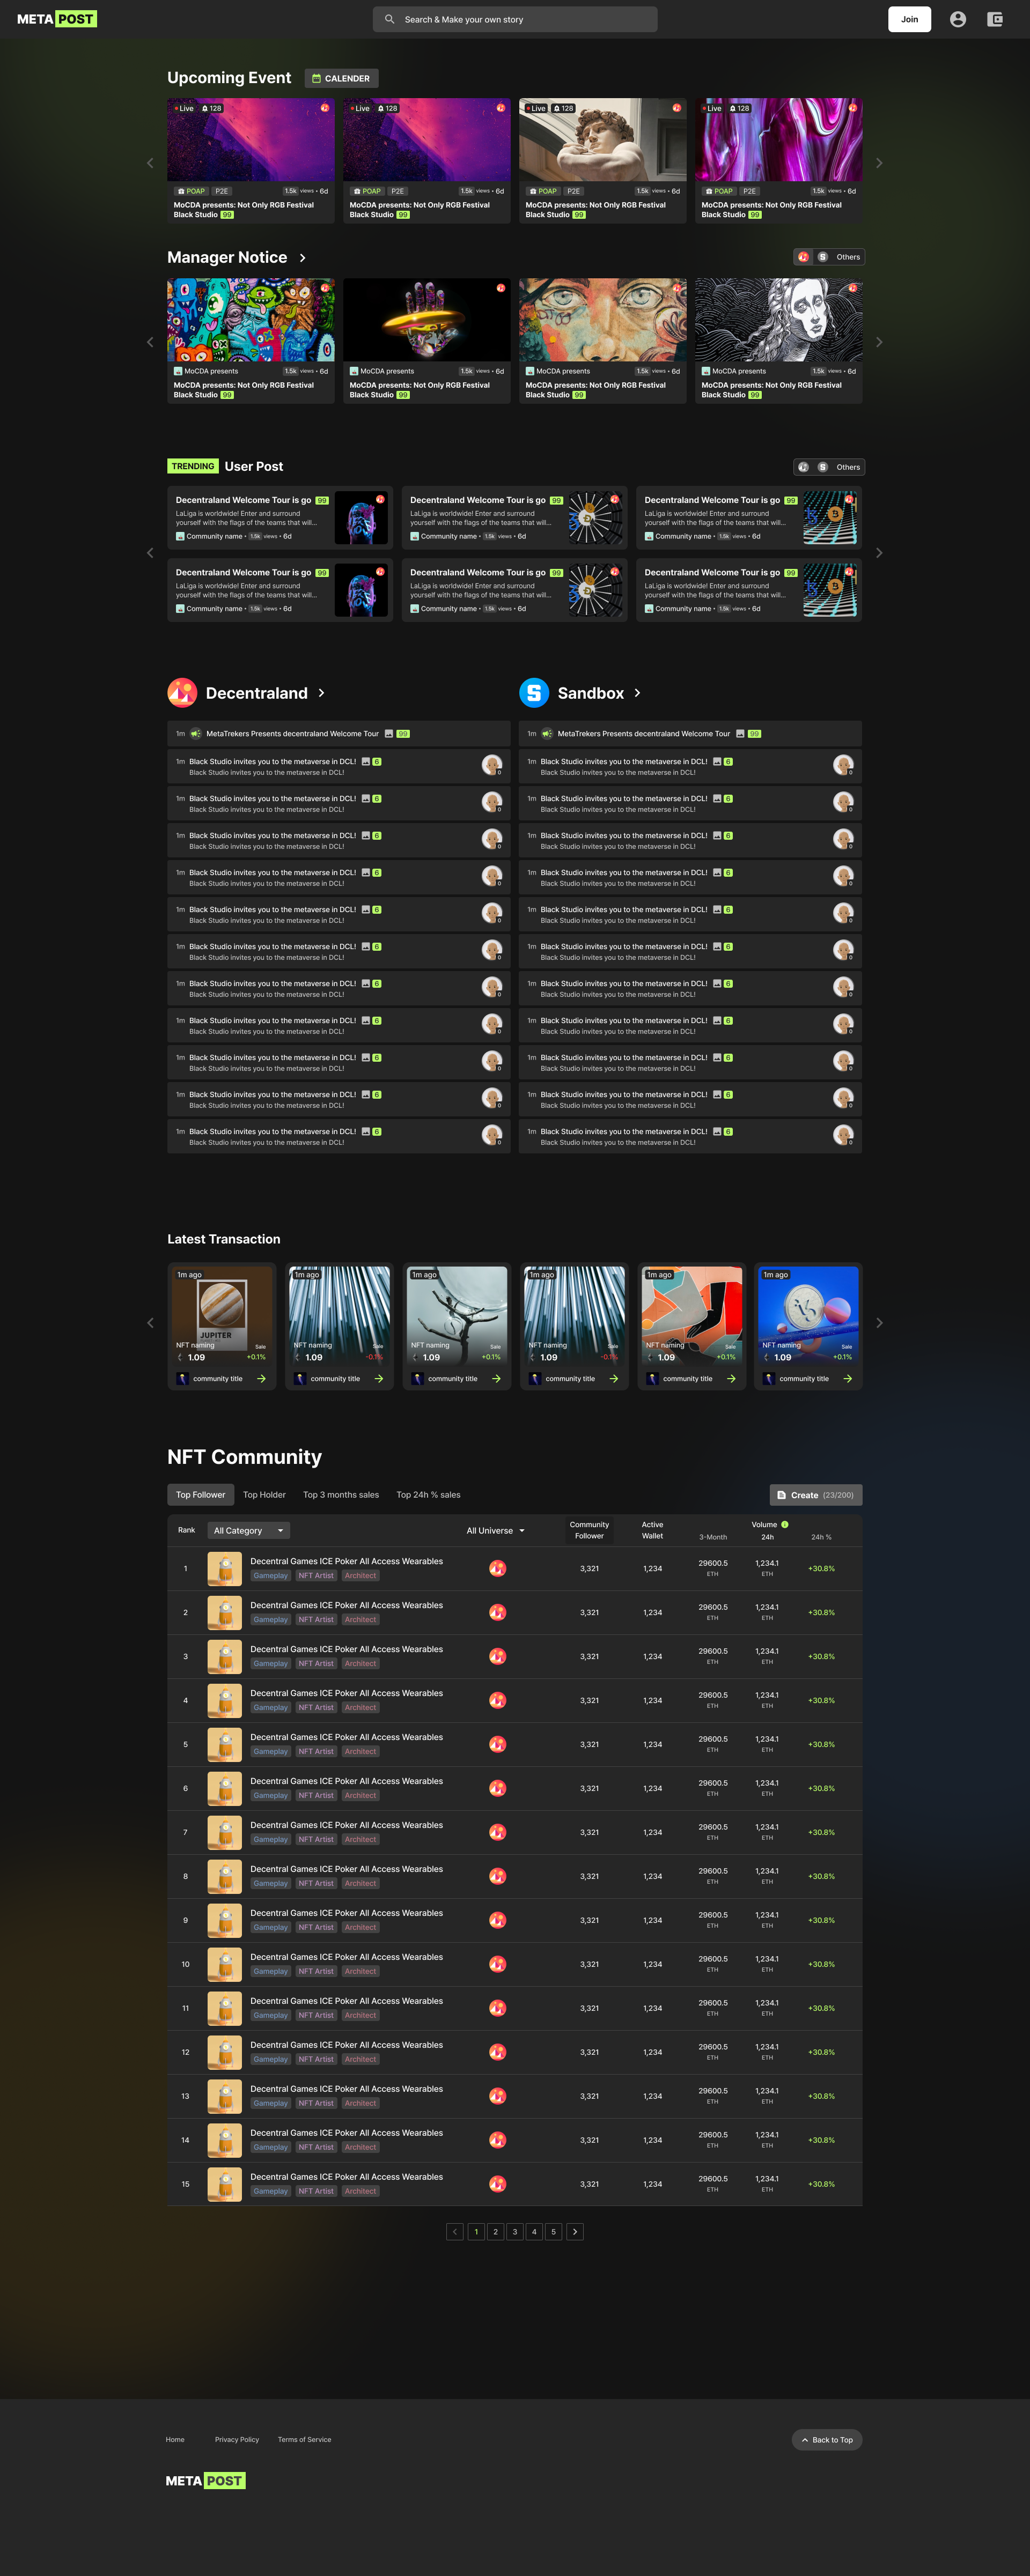 META POST
Search & Make your own story
Join
Upcoming Event
CALENDER
Live 128
POAP P2E 1.5k views • 6d
MoCDA presents: Not Only RGB Festival
Black Studio 99
Live 128
POAP P2E 1.5k views • 6d
MoCDA presents: Not Only RGB Festival
Black Studio 99
Live 128
POAP P2E 1.5k views • 6d
MoCDA presents: Not Only RGB Festival
Black Studio 99
Live 128
POAP P2E 1.5k views • 6d
MoCDA presents: Not Only RGB Festival
Black Studio 99
Manager Notice
Others
MoCDA presents 1.5k views • 6d
MoCDA presents: Not Only RGB Festival
Black Studio 99
MoCDA presents 1.5k views • 6d
MoCDA presents: Not Only RGB Festival
Black Studio 99
MoCDA presents 1.5k views • 6d
MoCDA presents: Not Only RGB Festival
Black Studio 99
MoCDA presents 1.5k views • 6d
MoCDA presents: Not Only RGB Festival
Black Studio 99
TRENDING User Post
Others
Decentraland Welcome Tour is go 99
LaLiga is worldwide! Enter and surround
yourself with the flags of the teams that will...
Community name • 1.5k views • 6d
Decentraland Welcome Tour is go 99
LaLiga is worldwide! Enter and surround
yourself with the flags of the teams that will...
Community name • 1.5k views • 6d
Decentraland Welcome Tour is go 99
LaLiga is worldwide! Enter and surround
yourself with the flags of the teams that will...
Community name • 1.5k views • 6d
Decentraland Welcome Tour is go 99
LaLiga is worldwide! Enter and surround
yourself with the flags of the teams that will...
Community name • 1.5k views • 6d
Decentraland Welcome Tour is go 99
LaLiga is worldwide! Enter and surround
yourself with the flags of the teams that will...
Community name • 1.5k views • 6d
Decentraland Welcome Tour is go 99
LaLiga is worldwide! Enter and surround
yourself with the flags of the teams that will...
Community name • 1.5k views • 6d
Decentraland
1m MetaTrekers Presents decentraland Welcome Tour 99
1m Black Studio invites you to the metaverse in DCL! 6
Black Studio invites you to the metaverse in DCL! 0
1m Black Studio invites you to the metaverse in DCL! 6
Black Studio invites you to the metaverse in DCL! 0
1m Black Studio invites you to the metaverse in DCL! 6
Black Studio invites you to the metaverse in DCL! 0
1m Black Studio invites you to the metaverse in DCL! 6
Black Studio invites you to the metaverse in DCL! 0
1m Black Studio invites you to the metaverse in DCL! 6
Black Studio invites you to the metaverse in DCL! 0
1m Black Studio invites you to the metaverse in DCL! 6
Black Studio invites you to the metaverse in DCL! 0
1m Black Studio invites you to the metaverse in DCL! 6
Black Studio invites you to the metaverse in DCL! 0
1m Black Studio invites you to the metaverse in DCL! 6
Black Studio invites you to the metaverse in DCL! 0
1m Black Studio invites you to the metaverse in DCL! 6
Black Studio invites you to the metaverse in DCL! 0
1m Black Studio invites you to the metaverse in DCL! 6
Black Studio invites you to the metaverse in DCL! 0
1m Black Studio invites you to the metaverse in DCL! 6
Black Studio invites you to the metaverse in DCL! 0
Sandbox
1m MetaTrekers Presents decentraland Welcome Tour 99
1m Black Studio invites you to the metaverse in DCL! 6
Black Studio invites you to the metaverse in DCL! 0
1m Black Studio invites you to the metaverse in DCL! 6
Black Studio invites you to the metaverse in DCL! 0
1m Black Studio invites you to the metaverse in DCL! 6
Black Studio invites you to the metaverse in DCL! 0
1m Black Studio invites you to the metaverse in DCL! 6
Black Studio invites you to the metaverse in DCL! 0
1m Black Studio invites you to the metaverse in DCL! 6
Black Studio invites you to the metaverse in DCL! 0
1m Black Studio invites you to the metaverse in DCL! 6
Black Studio invites you to the metaverse in DCL! 0
1m Black Studio invites you to the metaverse in DCL! 6
Black Studio invites you to the metaverse in DCL! 0
1m Black Studio invites you to the metaverse in DCL! 6
Black Studio invites you to the metaverse in DCL! 0
1m Black Studio invites you to the metaverse in DCL! 6
Black Studio invites you to the metaverse in DCL! 0
1m Black Studio invites you to the metaverse in DCL! 6
Black Studio invites you to the metaverse in DCL! 0
1m Black Studio invites you to the metaverse in DCL! 6
Black Studio invites you to the metaverse in DCL! 0
Latest Transaction
1m ago
JUPITER
NFT naming Sale
1.09 +0.1%
community title
1m ago
NFT naming Sale
1.09 -0.1%
community title
1m ago
NFT naming Sale
1.09 +0.1%
community title
1m ago
NFT naming Sale
1.09 -0.1%
community title
1m ago
NFT naming Sale
1.09 +0.1%
community title
1m ago
NFT naming Sale
1.09 +0.1%
community title
NFT Community
Top Follower Top Holder Top 3 months sales Top 24h % sales
Create (23/200)
Rank All Category All Universe Community Follower Active Wallet Volume
3-Month 24h 24h %
1 Decentral Games ICE Poker All Access Wearables 3,321 1,234 29600.5 1,234.1 +30.8%
Gameplay NFT Artist Architect ETH ETH
2 Decentral Games ICE Poker All Access Wearables 3,321 1,234 29600.5 1,234.1 +30.8%
Gameplay NFT Artist Architect ETH ETH
3 Decentral Games ICE Poker All Access Wearables 3,321 1,234 29600.5 1,234.1 +30.8%
Gameplay NFT Artist Architect ETH ETH
4 Decentral Games ICE Poker All Access Wearables 3,321 1,234 29600.5 1,234.1 +30.8%
Gameplay NFT Artist Architect ETH ETH
5 Decentral Games ICE Poker All Access Wearables 3,321 1,234 29600.5 1,234.1 +30.8%
Gameplay NFT Artist Architect ETH ETH
6 Decentral Games ICE Poker All Access Wearables 3,321 1,234 29600.5 1,234.1 +30.8%
Gameplay NFT Artist Architect ETH ETH
7 Decentral Games ICE Poker All Access Wearables 3,321 1,234 29600.5 1,234.1 +30.8%
Gameplay NFT Artist Architect ETH ETH
8 Decentral Games ICE Poker All Access Wearables 3,321 1,234 29600.5 1,234.1 +30.8%
Gameplay NFT Artist Architect ETH ETH
9 Decentral Games ICE Poker All Access Wearables 3,321 1,234 29600.5 1,234.1 +30.8%
Gameplay NFT Artist Architect ETH ETH
10 Decentral Games ICE Poker All Access Wearables 3,321 1,234 29600.5 1,234.1 +30.8%
Gameplay NFT Artist Architect ETH ETH
11 Decentral Games ICE Poker All Access Wearables 3,321 1,234 29600.5 1,234.1 +30.8%
Gameplay NFT Artist Architect ETH ETH
12 Decentral Games ICE Poker All Access Wearables 3,321 1,234 29600.5 1,234.1 +30.8%
Gameplay NFT Artist Architect ETH ETH
13 Decentral Games ICE Poker All Access Wearables 3,321 1,234 29600.5 1,234.1 +30.8%
Gameplay NFT Artist Architect ETH ETH
14 Decentral Games ICE Poker All Access Wearables 3,321 1,234 29600.5 1,234.1 +30.8%
Gameplay NFT Artist Architect ETH ETH
15 Decentral Games ICE Poker All Access Wearables 3,321 1,234 29600.5 1,234.1 +30.8%
Gameplay NFT Artist Architect ETH ETH
1 2 3 4 5
Home Privacy Policy Terms of Service
Back to Top
META POST